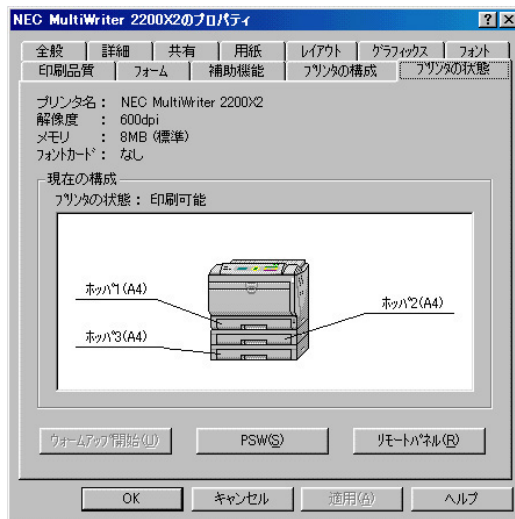 NEC MultiWriter 2200X2のプロパティ
全般 詳細 共有 用紙 レイアウト グラフィックス フォント
印刷品質 フォーム 補助機能 プリンタの構成 プリンタの状態
プリンタ名： NEC MultiWriter 2200X2
解像度 ： 600dpi
メモリ ： 8MB (標準)
フォントカード： なし
現在の構成
プリンタの状態： 印刷可能
ホッパ1(A4)
ホッパ2(A4)
ホッパ3(A4)
ウォームアップ開始(U) PSW(S) リモートパネル(R)
OK キャンセル 適用(A) ヘルプ